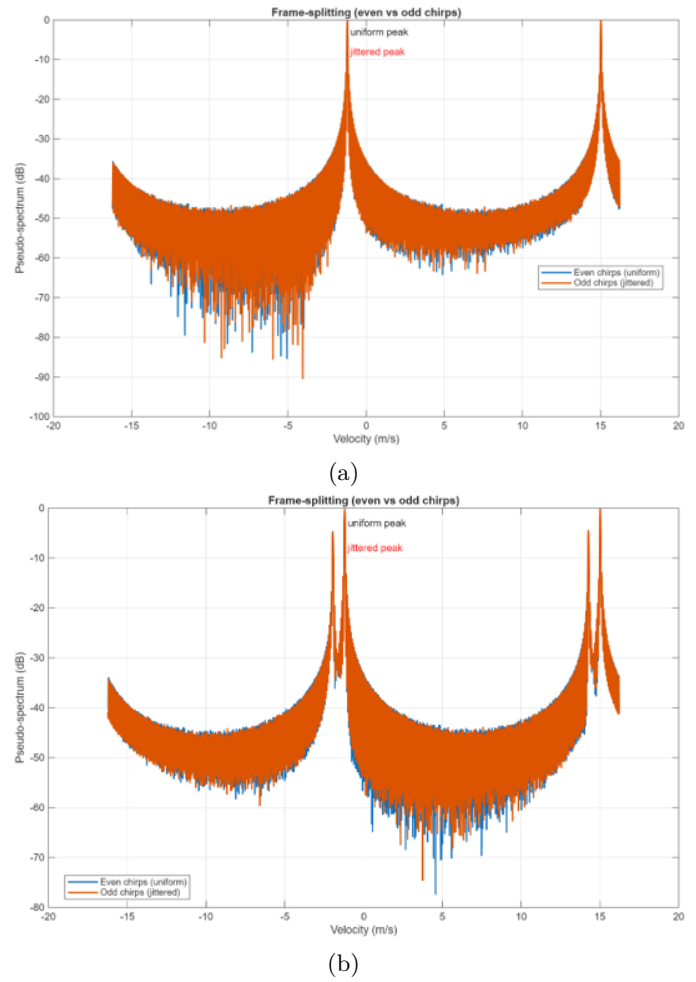 Frame-splitting (even vs odd chirps)
0
-10
-20
-30
-40
-50
-60
-70
-80
-90
-100
Pseudo-spectrum (dB)
uniform peak
jittered peak
Even chirps (uniform)
Odd chirps (jittered)
-20
-15
-10
-5
0
5
10
15
20
Velocity (m/s)
(a)
Frame-splitting (even vs odd chirps)
0
-10
-20
-30
-40
-50
-60
-70
-80
Pseudo-spectrum (dB)
uniform peak
jittered peak
Even chirps (uniform)
Odd chirps (jittered)
-20
-15
-10
-5
0
5
10
15
20
Velocity (m/s)
(b)